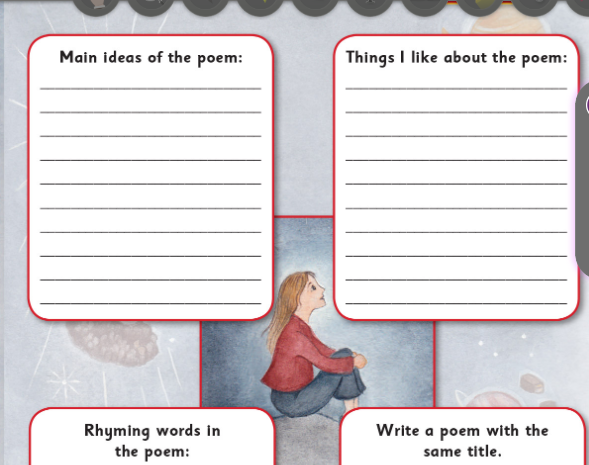 Main ideas of the poem:
Things I like about the poem:
Rhyming words in
the poem:
Write a poem with the
same title.